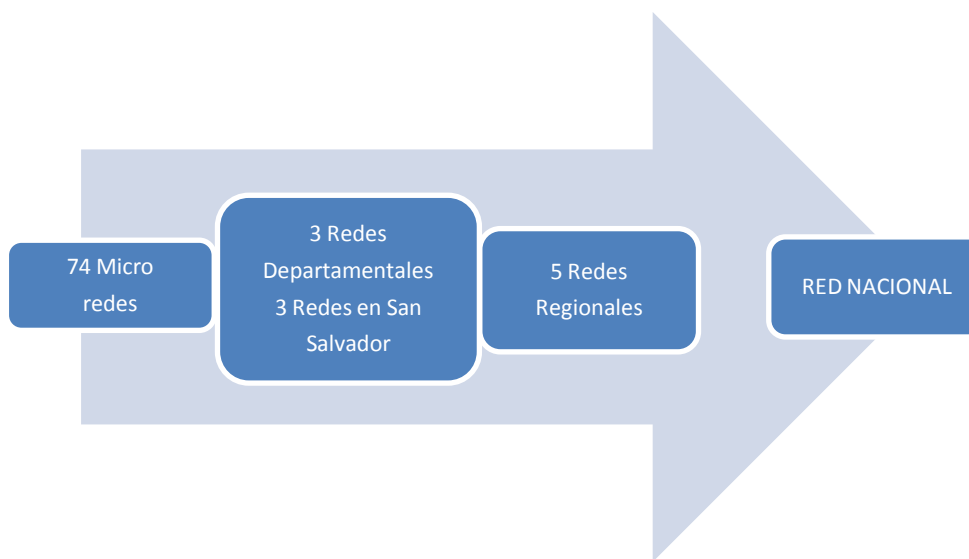 74 Micro
redes
3 Redes
Departamentales
3 Redes en San
Salvador
5 Redes
Regionales
RED NACIONAL